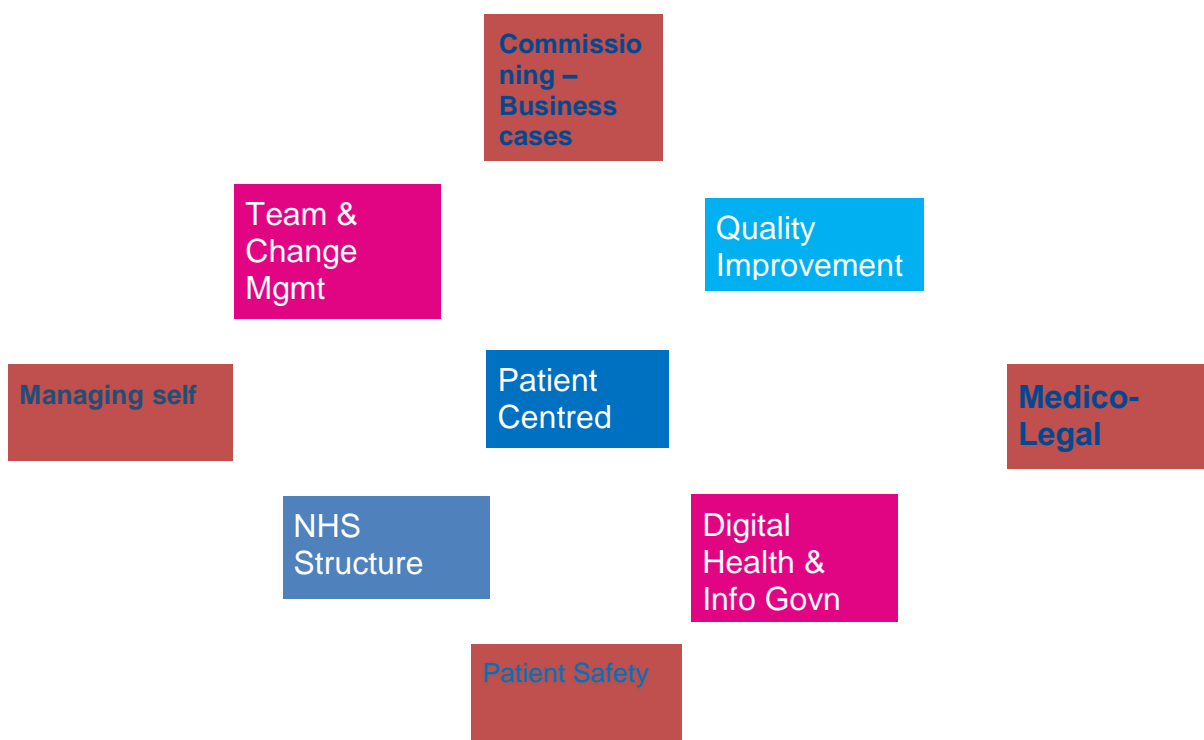 Commissio
ning –
Business
cases
Team &
Change
Mgmt
Quality
Improvement
Managing self
Patient
Centred
Medico-
Legal
NHS
Structure
Digital
Health &
Info Govn
Patient Safety